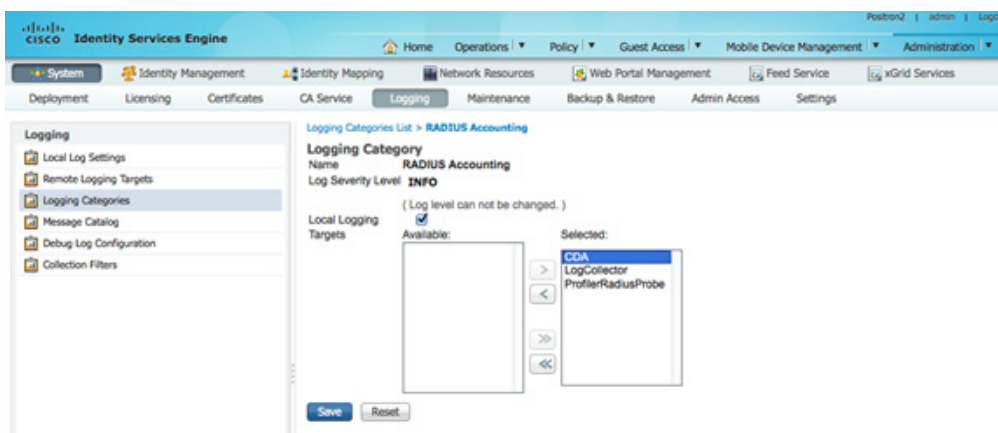 Positron2 | admin | Logo
CISCO Identity Services Engine
Home Operations Policy Guest Access Mobile Device Management Administration
System Identity Management Identity Mapping Network Resources Web Portal Management Feed Service xGrid Services
Deployment Licensing Certificates CA Service Logging Maintenance Backup & Restore Admin Access Settings
Logging
Local Log Settings
Remote Logging Targets
Logging Categories
Message Catalog
Debug Log Configuration
Collection Filters
Logging Categories List > RADIUS Accounting
Logging Category
Name RADIUS Accounting
Log Severity Level INFO
( Log level can not be changed. )
Local Logging
Targets Available: Selected:
CDA
LogCollector
ProfilerRadiusProbe
Save Reset